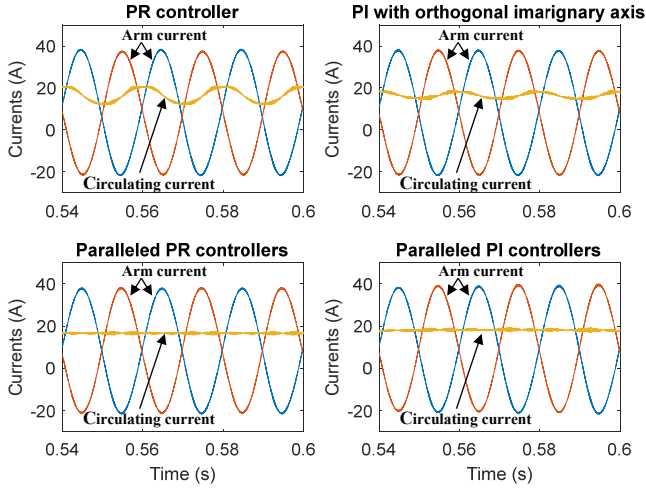 PR controller
Arm current
Currents (A)
40
20
0
-20
Circulating current
0.54
0.56
0.58
0.6
PI with orthogonal imarignary axis
Arm current
Currents (A)
40
20
0
-20
Circulating current
0.54
0.56
0.58
0.6
Paralleled PR controllers
Arm current
Currents (A)
40
20
0
-20
Circulating current
0.54
0.56
0.58
0.6
Time (s)
Paralleled PI controllers
Arm current
Currents (A)
40
20
0
-20
Circulating current
0.54
0.56
0.58
0.6
Time (s)